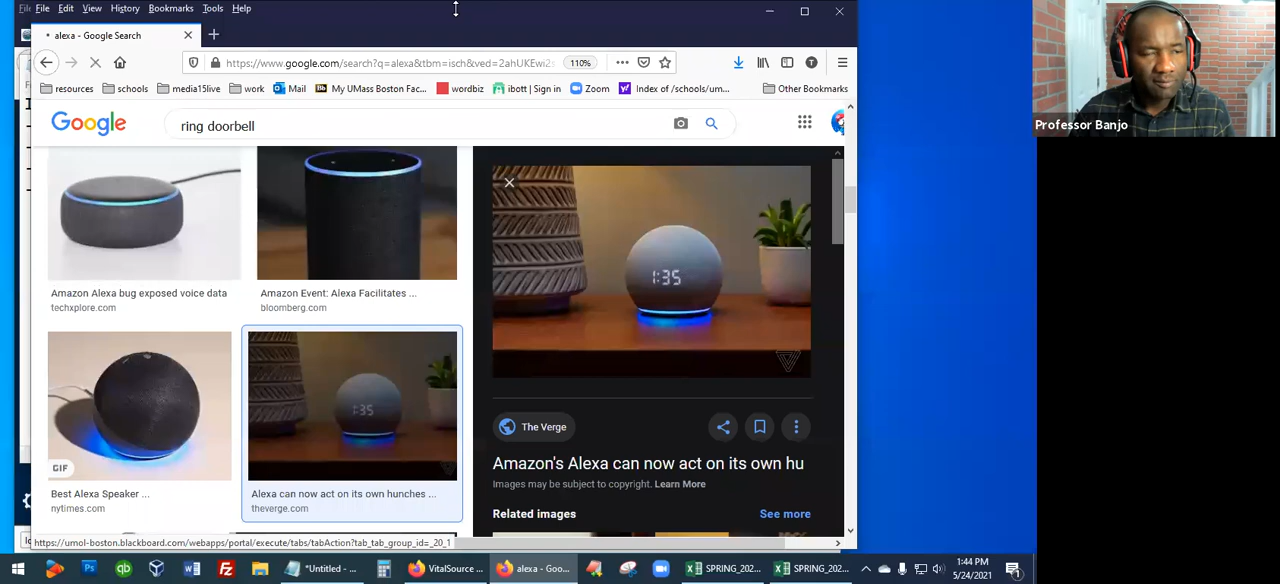 File File Edit View History Bookmarks Tools Help
alexa - Google Search
https://www.google.com/search?q=alexa&tbm=isch&ved=2ahUKEwi2s 110%
resources schools media15live work Mail My UMass Boston Fac... wordbiz ibott | Sign in Zoom Index of /schools/um... Other Bookmarks
Google ring doorbell
Professor Banjo
1:35
Amazon Alexa bug exposed voice data
techxplore.com
Amazon Event: Alexa Facilitates ...
bloomberg.com
1:35
GIF
Best Alexa Speaker ...
nytimes.com
Alexa can now act on its own hunches ...
theverge.com
The Verge
Amazon's Alexa can now act on its own hu
Images may be subject to copyright. Learn More
Related images See more
https://umol-boston.blackboard.com/webapps/portal/execute/tabs/tabAction?tab_tab_group_id=_20_1
*Untitled - ... VitalSource ... alexa - Goo... SPRING_202... SPRING_202...
1:44 PM
5/24/2021